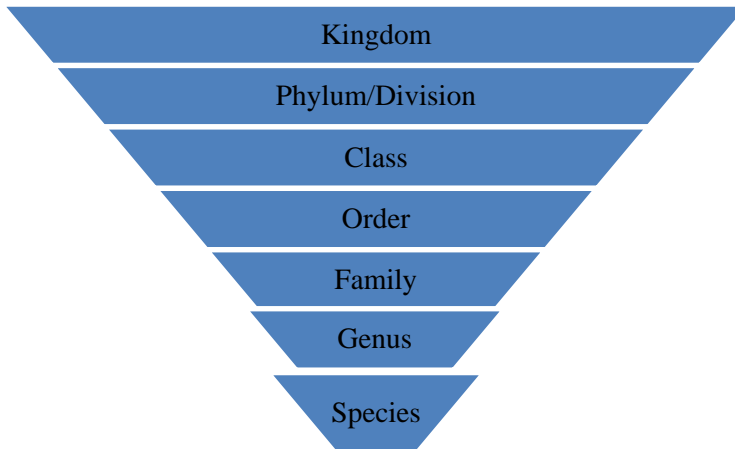 Kingdom
Phylum/Division
Class
Order
Family
Genus
Species